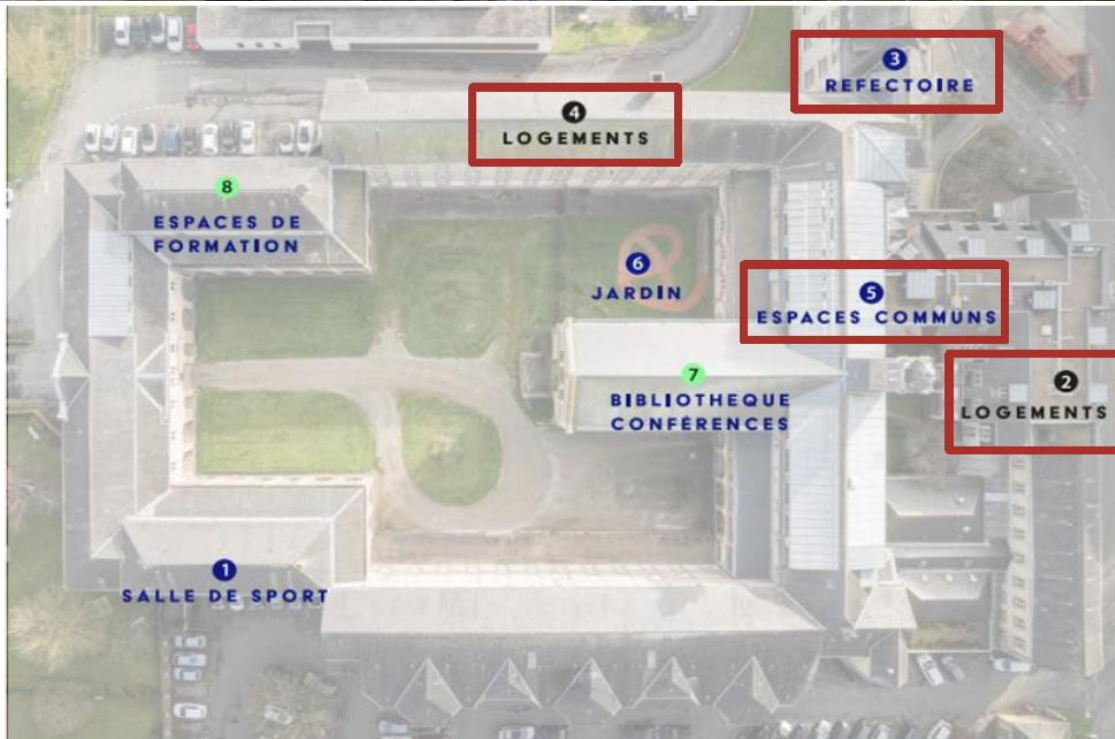 3
REFECTOIRE
4
LOGEMENTS
8
ESPACES DE
FORMATION
6
JARDIN
5
ESPACES COMMUNS
7
BIBLIOTHEQUE
CONFÉRENCES
2
LOGEMENTS
1
SALLE DE SPORT